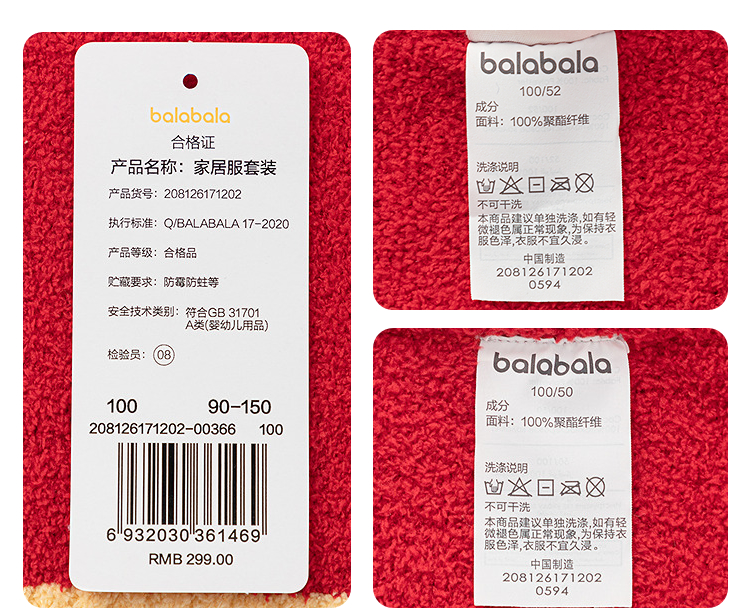 balabala
合格证
产品名称：家居服套装
产品货号：208126171202
执行标准：Q/BALABALA 17-2020
产品等级：合格品
贮藏要求：防霉防蛀等
安全技术类别：符合GB 31701
A类(婴幼儿用品)
检验员：08
100 90-150
208126171202-00366 100
6 932030 361469
RMB 299.00
balabala
100/52
成分
面料：100%聚酯纤维
洗涤说明
不可干洗
本商品建议单独洗涤,如有轻
微褪色属正常现象,为保持衣
服色泽,衣服不宜久浸。
中国制造
208126171202
0594
balabala
100/50
成分
面料：100%聚酯纤维
洗涤说明
不可干洗
本商品建议单独洗涤,如有轻
微褪色属正常现象,为保持衣
服色泽,衣服不宜久浸。
中国制造
208126171202
0594